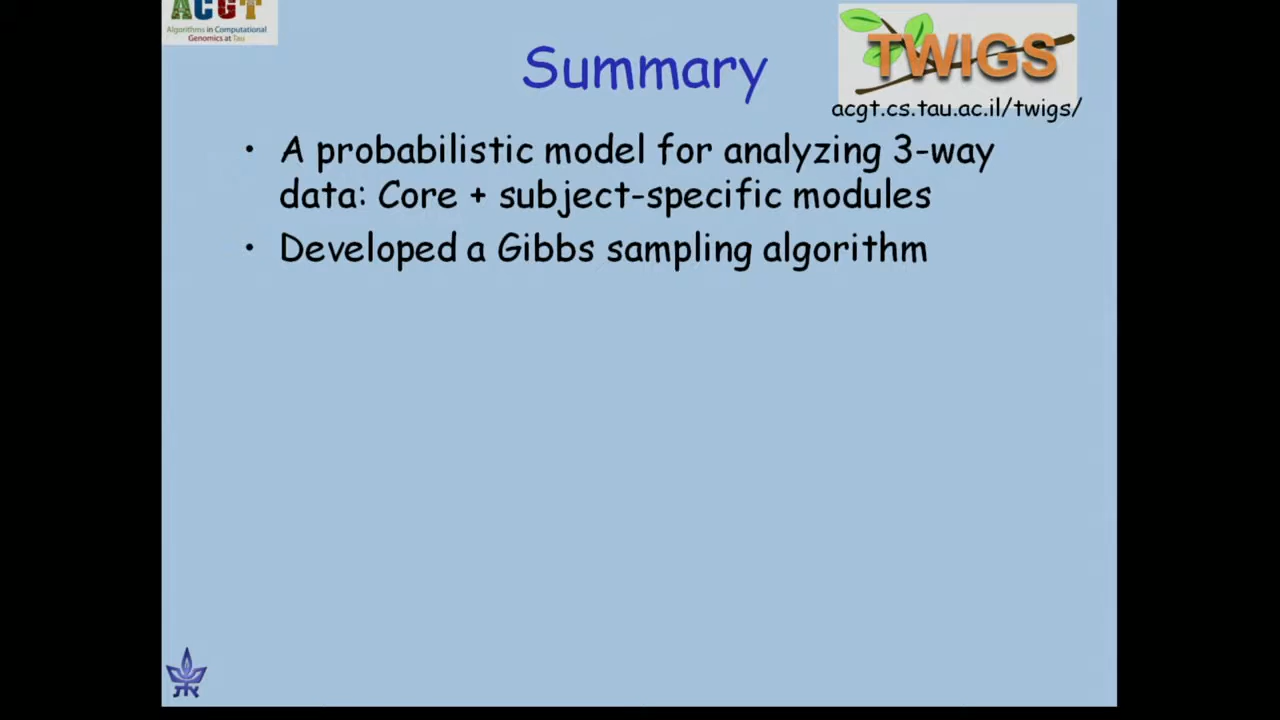 ACGT
Algorithms in Computational
Genomics at Tau
Summary
TWIGS
acgt.cs.tau.ac.il/twigs/
• A probabilistic model for analyzing 3-way
data: Core + subject-specific modules
• Developed a Gibbs sampling algorithm